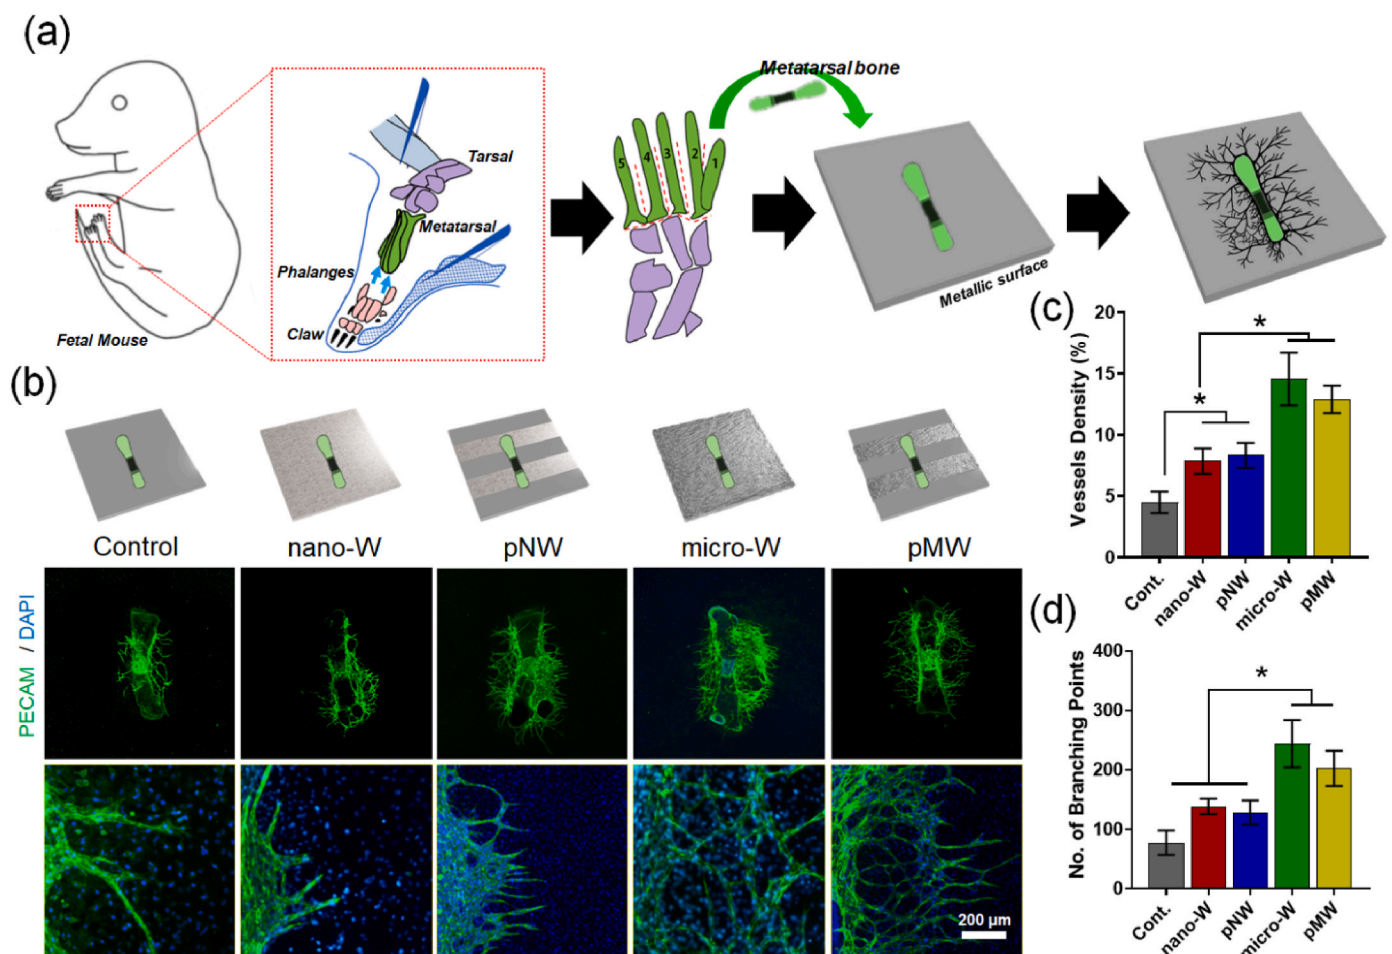 (a)
Metatarsal bone
Tarsal
Metatarsal
Phalanges
Claw
Fetal Mouse
5 4 3 2 1
Metallic surface
(b)
Control nano-W pNW micro-W pMW
PECAM / DAPI
200 µm
(c)
Vessels Density (%)
20
15
10
5
0
* *
Cont. nano-W pNW micro-W pMW
(d)
No. of Branching Points
400
300
200
100
0
*
Cont. nano-W pNW micro-W pMW